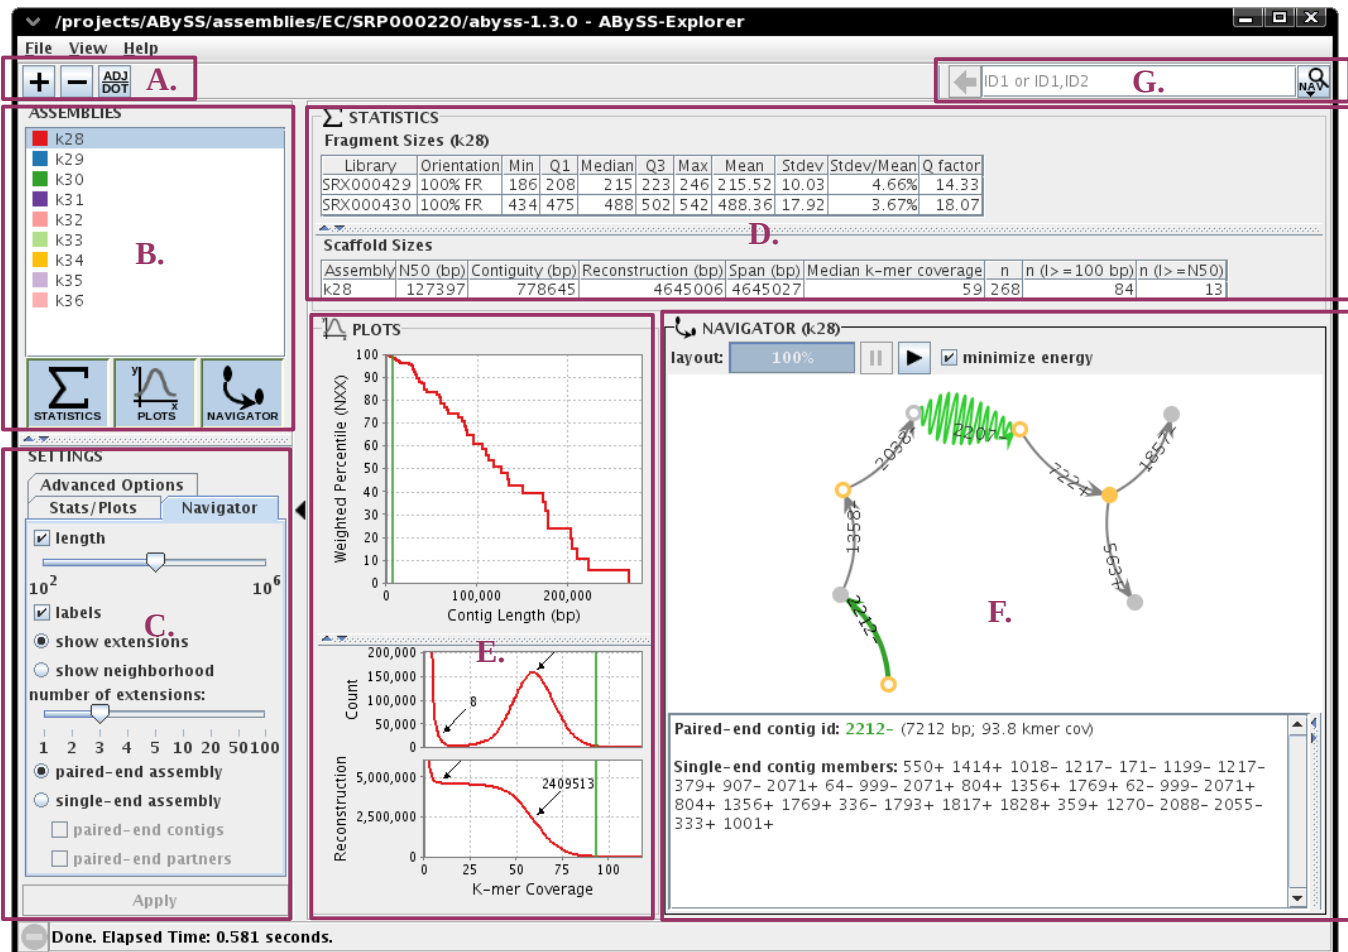 /projects/ABySS/assemblies/EC/SRP000220/abyss-1.3.0 - ABySS-Explorer
File View Help
+ − ADJ DOT A.
ID1 or ID1,ID2 G. NAV
ASSEMBLIES
k28
k29
k30
k31
k32
k33
k34
k35
k36
B.
STATISTICS PLOTS NAVIGATOR
SETTINGS
Advanced Options
Stats/Plots Navigator
length
10^2 10^6
labels
C.
show extensions
show neighborhood
number of extensions:
1 2 3 4 5 10 20 50 100
paired-end assembly
single-end assembly
paired-end contigs
paired-end partners
Apply
Σ STATISTICS
Fragment Sizes (k28)
Library Orientation Min Q1 Median Q3 Max Mean Stdev Stdev/Mean Q factor
SRX000429 100% FR 186 208 215 223 246 215.52 10.03 4.66% 14.33
SRX000430 100% FR 434 475 488 502 542 488.36 17.92 3.67% 18.07
D.
Scaffold Sizes
Assembly N50 (bp) Contiguity (bp) Reconstruction (bp) Span (bp) Median k-mer coverage n n (l>=100 bp) n (l>=N50)
k28 127397 778645 4645006 4645027 59 268 84 13
PLOTS
Weighted Percentile (NXX)
100
90
80
70
60
50
40
30
20
10
0
0 100,000 200,000
Contig Length (bp)
E.
Count
200,000
150,000
100,000
50,000
0
8
Reconstruction
5,000,000
2,500,000
0
2409513
0 25 50 75 100
K-mer Coverage
NAVIGATOR (k28)
layout: 100% minimize energy
2207-
7224-
1857+
1358+
5693+
2212-
F.
Paired-end contig id: 2212- (7212 bp; 93.8 kmer cov)
Single-end contig members: 550+ 1414+ 1018- 1217- 171- 1199- 1217-
379+ 907- 2071+ 64- 999- 2071+ 804+ 1356+ 1769+ 62- 999- 2071+
804+ 1356+ 1769+ 336- 1793+ 1817+ 1828+ 359+ 1270- 2088- 2055-
333+ 1001+
Done. Elapsed Time: 0.581 seconds.